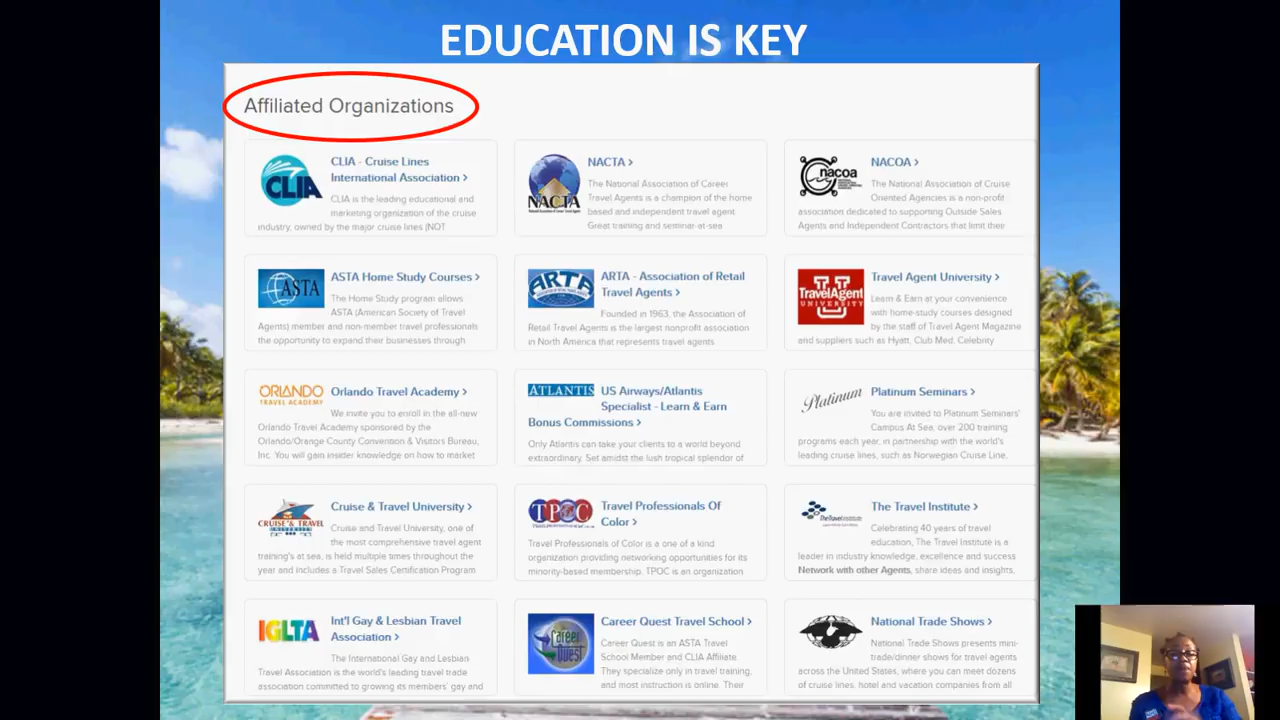 EDUCATION IS KEY
Affiliated Organizations
CLIA
CLIA - Cruise Lines
International Association >
CLIA is the leading educational and
marketing organization of the cruise
industry, owned by the major cruise lines (NOT
NACTA
NACTA >
The National Association of Career
Travel Agents is a champion of the home
based and independent travel agent
Great training and seminar-at-sea
nacoa
NACOA >
The National Association of Cruise
Oriented Agencies is a non-profit
association dedicated to supporting Outside Sales
Agents and Independent Contractors that limit their
ASTA
ASTA Home Study Courses >
The Home Study program allows
ASTA (American Society of Travel
Agents) member and non-member travel professionals
the opportunity to expand their businesses through
ARTA
ARTA - Association of Retail
Travel Agents >
Founded in 1963, the Association of
Retail Travel Agents is the largest nonprofit association
in North America that represents travel agents
TravelAgent
UNIVERSITY
Travel Agent University >
Learn & Earn at your convenience
with home-study courses designed
by the staff of Travel Agent Magazine
and suppliers such as Hyatt, Club Med, Celebrity
ORLANDO
TRAVEL ACADEMY
Orlando Travel Academy >
We invite you to enroll in the all-new
Orlando Travel Academy sponsored by the
Orlando/Orange County Convention & Visitors Bureau,
Inc. You will gain insider knowledge on how to market
ATLANTIS
US Airways/Atlantis
Specialist - Learn & Earn
Bonus Commissions >
Only Atlantis can take your clients to a world beyond
extraordinary. Set amidst the lush tropical splendor of
Platinum
Platinum Seminars >
You are invited to Platinum Seminars'
Campus At Sea, over 200 training
programs each year, in partnership with the world's
leading cruise lines, such as Norwegian Cruise Line,
CRUISE & TRAVEL
UNIVERSITY
Cruise & Travel University >
Cruise and Travel University, one of
the most comprehensive travel agent
training's at sea, is held multiple times throughout the
year and includes a Travel Sales Certification Program
TPOC
Travel Professionals Of
Color >
Travel Professionals of Color is a one of a kind
organization providing networking opportunities for its
minority-based membership. TPOC is an organization
The Travel Institute
The Travel Institute >
Celebrating 40 years of travel
education, The Travel Institute is a
leader in industry knowledge, excellence and success
Network with other Agents, share ideas and insights,
IGLTA
Int'l Gay & Lesbian Travel
Association >
The International Gay and Lesbian
Travel Association is the world's leading travel trade
association committed to growing its members' gay and
Career
Quest
Career Quest Travel School >
Career Quest is an ASTA Travel
School Member and CLIA Affiliate
They specialize only in travel training,
and most instruction is online. Their
National Trade Shows >
National Trade Shows presents mini-
trade/dinner shows for travel agents
across the United States, where you can meet dozens
of cruise lines, hotel and vacation companies from all